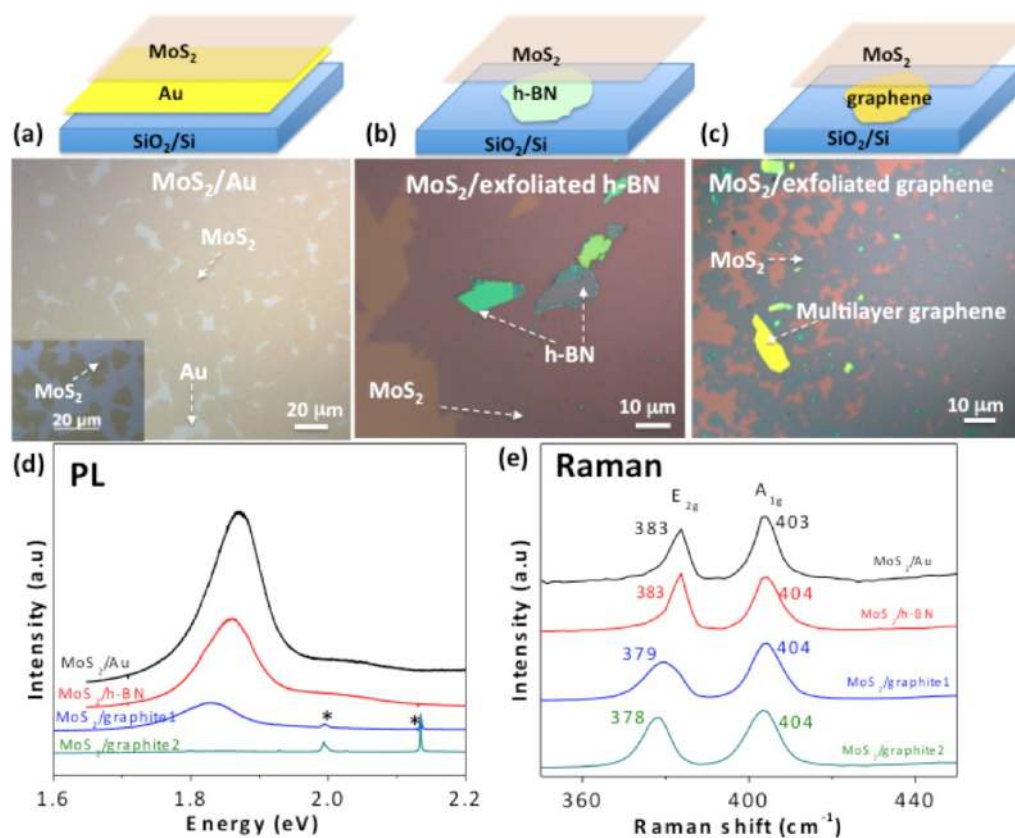 MoS2
Au
(a)
SiO2/Si
MoS2
h-BN
(b)
SiO2/Si
MoS2
graphene
(c)
SiO2/Si
MoS2/Au
MoS2
MoS2
20 μm
Au
20 μm
MoS2/exfoliated h-BN
h-BN
MoS2
10 μm
MoS2/exfoliated graphene
MoS2
Multilayer graphene
10 μm
(d)
PL
Intensity (a.u)
MoS2/Au
MoS2/h-BN
MoS2/graphite1
MoS2/graphite2
* *
1.6 1.8 2.0 2.2
Energy (eV)
(e)
Raman
Intensity (a.u)
E2g A1g
383 403
MoS2/Au
383 404
MoS2/h-BN
379 404
MoS2/graphite1
378 404
MoS2/graphite2
360 400 440
Raman shift (cm-1)